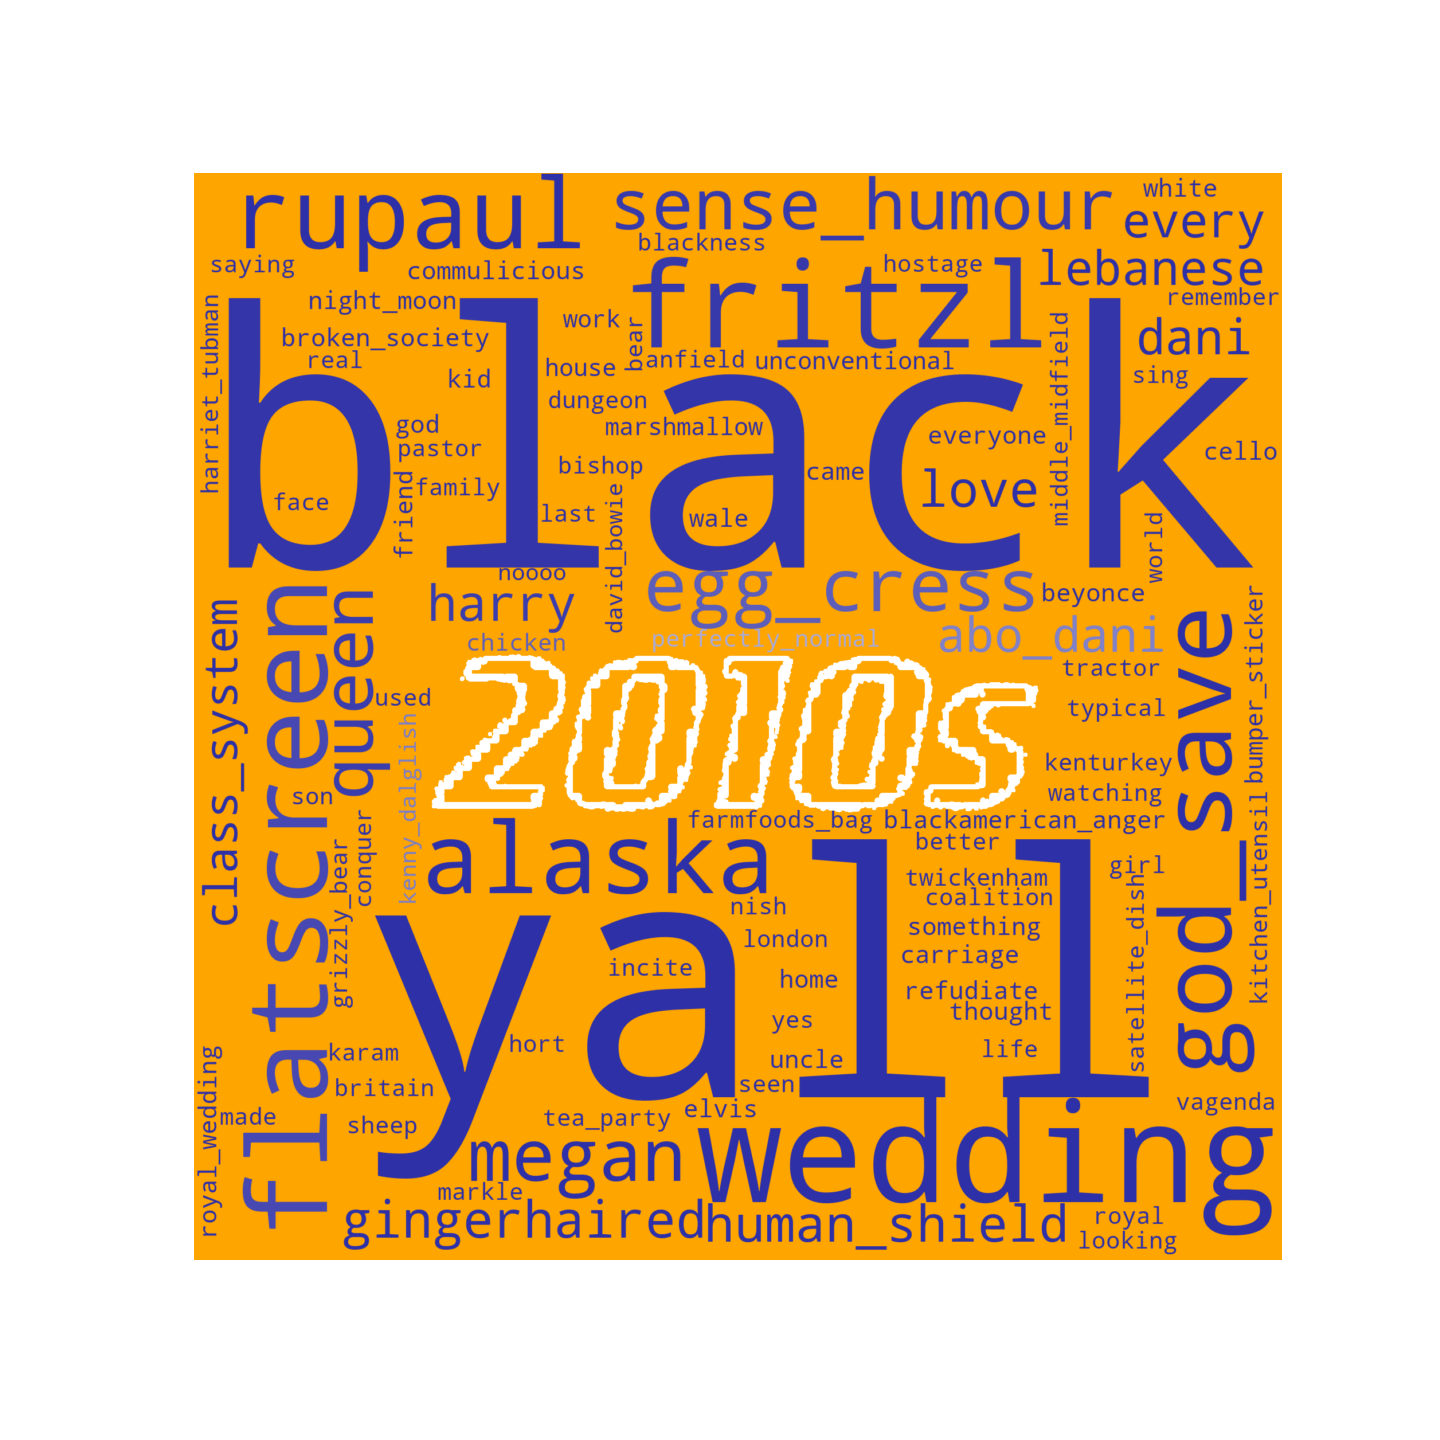 rupaul
sense_humour
white
every
blackness
saying
commulicious
fritzl
hostage
lebanese
remember
night_moon
work
bear
harriet_tubman
black
broken_society
real
kid
house
anfield
unconventional
middle_midfield
dani
sing
dungeon
god
pastor
marshmallow
everyone
cello
friend
family
bishop
came
love
face
last
david_bowie
wale
world
noooo
egg_cress
beyonce
harry
chicken
perfectly_normal
abo_dani
class_system
flatscreen
queen
god_save
bumper_sticker
tractor
used
2010s
typical
kenny_dalglish
kenturkey
son
watching
conquer
farmfoods_bag
blackamerican_anger
alaska
better
grizzly_bear
yall
twickenham
girl
coalition
satellite_dish
kitchen_utensil
nish
something
london
carriage
incite
home
refudiate
thought
yes
karam
hort
uncle
life
britain
seen
royal_wedding
made
sheep
tea_party
elvis
vagenda
megan
wedding
markle
gingerhaired
human_shield
royal
looking